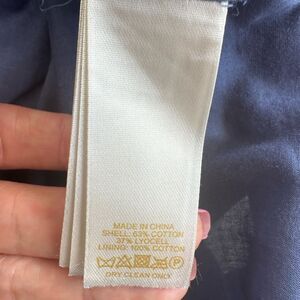 MADE IN CHINA
SHELL: 63% COTTON
37% LYOCELL
LINING: 100% COTTON
DRY CLEAN ONLY